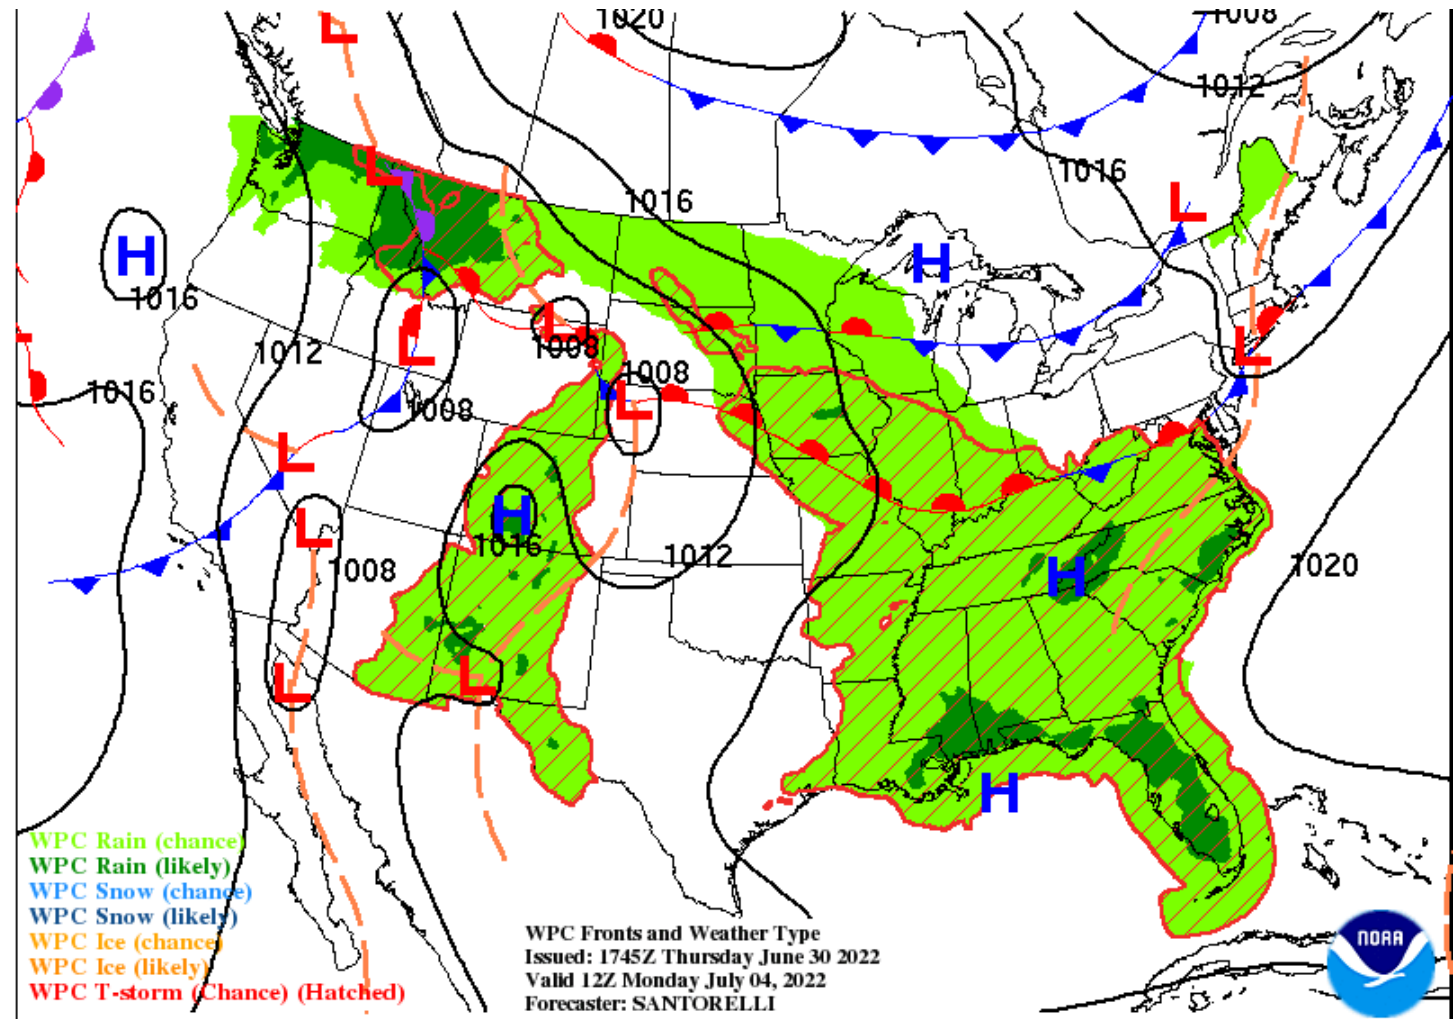 1020
1008
1012
1016
1016
L
L
L
H
H
1016
1012
L
L
L
1008
1008
1016
1008
L
L
H
1016
1012
L
1008
H
1020
L
L
H
WPC Rain (chance)
WPC Rain (likely)
WPC Snow (chance)
WPC Snow (likely)
WPC Ice (chance)
WPC Ice (likely)
WPC T-storm (Chance) (Hatched)
WPC Fronts and Weather Type
Issued: 1745Z Thursday June 30 2022
Valid 12Z Monday July 04, 2022
Forecaster: SANTORELLI
NOAA